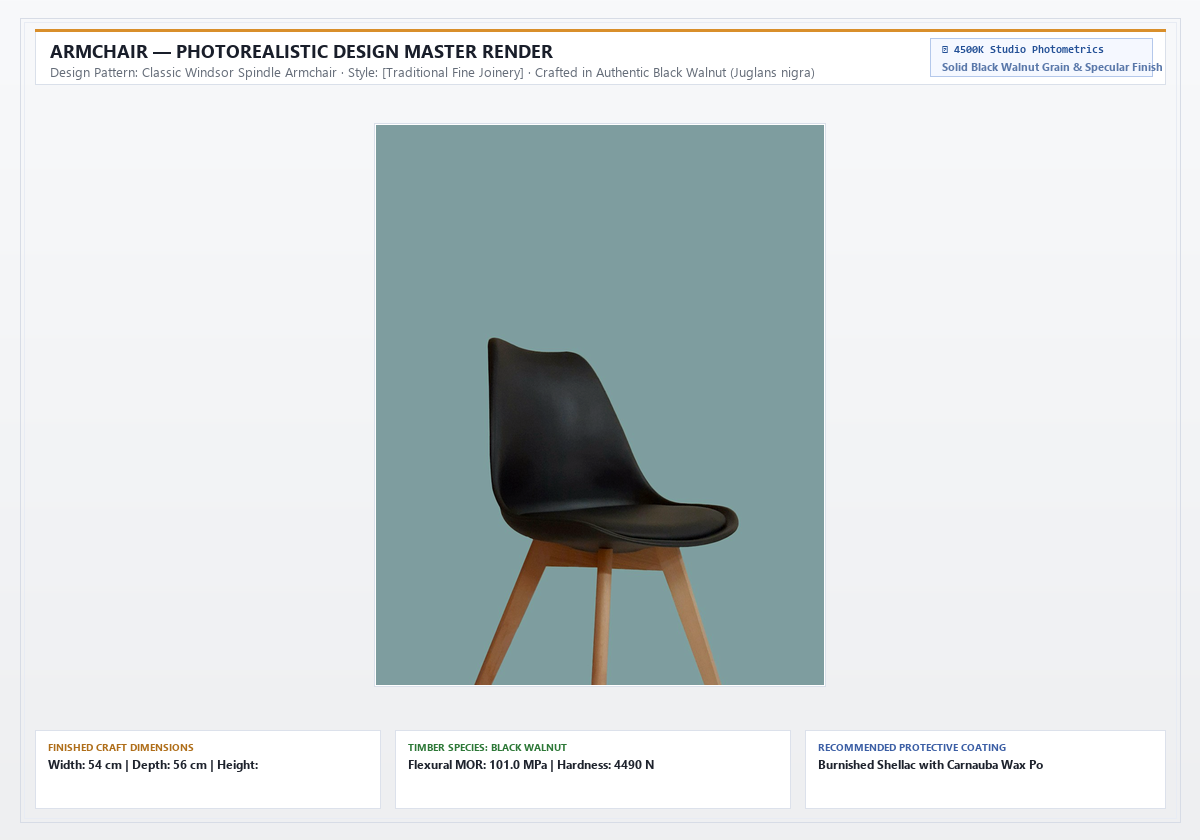 ARMCHAIR — PHOTOREALISTIC DESIGN MASTER RENDER
Design Pattern: Classic Windsor Spindle Armchair · Style: [Traditional Fine Joinery] · Crafted in Authentic Black Walnut (Juglans nigra)
4500K Studio Photometrics
Solid Black Walnut Grain & Specular Finish
FINISHED CRAFT DIMENSIONS
Width: 54 cm | Depth: 56 cm | Height:
TIMBER SPECIES: BLACK WALNUT
Flexural MOR: 101.0 MPa | Hardness: 4490 N
RECOMMENDED PROTECTIVE COATING
Burnished Shellac with Carnauba Wax Po